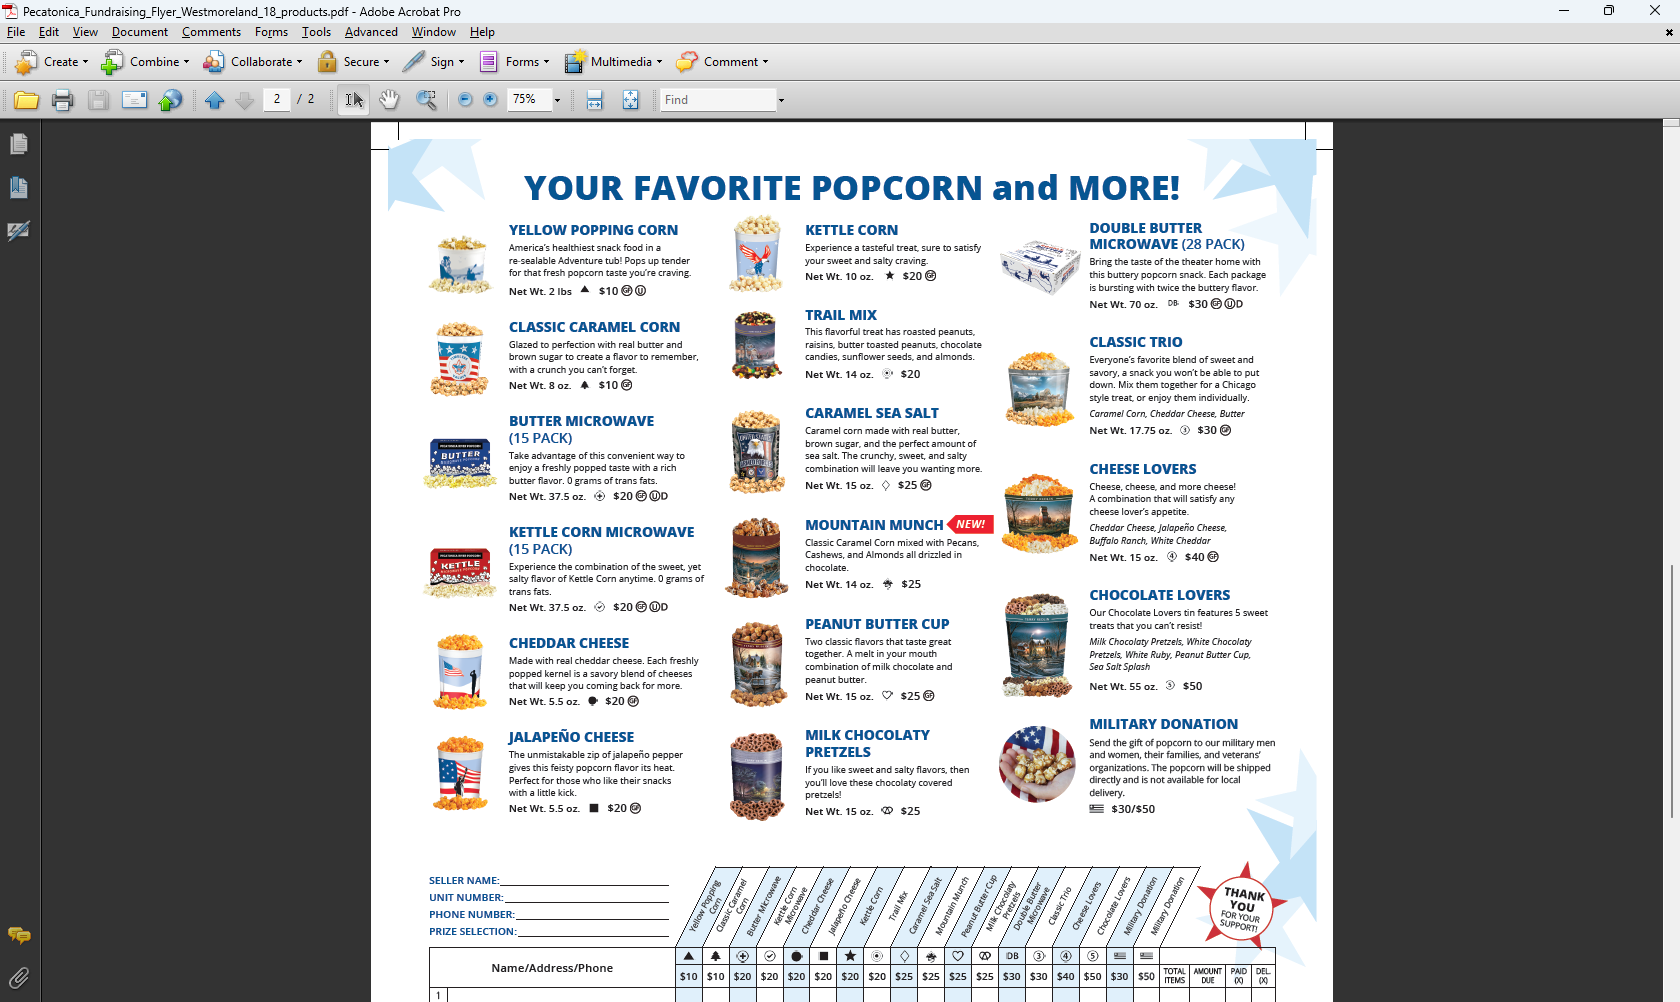 Pecatonica_Fundraising_Flyer_Westmoreland_18_products.pdf - Adobe Acrobat Pro
File Edit View Document Comments Forms Tools Advanced Window Help
Create Combine Collaborate Secure Sign Forms Multimedia Comment
2 / 2 75% Find
YOUR FAVORITE POPCORN and MORE!
YELLOW POPPING CORN
America's healthiest snack food in a
re-sealable Adventure tub! Pops up tender
for that fresh popcorn taste you're craving.
Net Wt. 2 lbs $10 GF U
CLASSIC CARAMEL CORN
Glazed to perfection with real butter and
brown sugar to create a flavor to remember,
with a crunch you can't forget.
Net Wt. 8 oz. $10 GF
BUTTER MICROWAVE
(15 PACK)
Take advantage of this convenient way to
enjoy a freshly popped taste with a rich
butter flavor. 0 grams of trans fats.
Net Wt. 37.5 oz. $20 GF UD
BUTTER
KETTLE CORN MICROWAVE
(15 PACK)
Experience the combination of the sweet, yet
salty flavor of Kettle Corn anytime. 0 grams of
trans fats.
Net Wt. 37.5 oz. $20 GF UD
KETTLE
CHEDDAR CHEESE
Made with real cheddar cheese. Each freshly
popped kernel is a savory blend of cheeses
that will keep you coming back for more.
Net Wt. 5.5 oz. $20 GF
JALAPEÑO CHEESE
The unmistakable zip of jalapeño pepper
gives this feisty popcorn flavor its heat.
Perfect for those who like their snacks
with a little kick.
Net Wt. 5.5 oz. $20 GF
KETTLE CORN
Experience a tasteful treat, sure to satisfy
your sweet and salty craving.
Net Wt. 10 oz. $20 GF
TRAIL MIX
This flavorful treat has roasted peanuts,
raisins, butter toasted peanuts, chocolate
candies, sunflower seeds, and almonds.
Net Wt. 14 oz. $20
CARAMEL SEA SALT
Caramel corn made with real butter,
brown sugar, and the perfect amount of
sea salt. The crunchy, sweet, and salty
combination will leave you wanting more.
Net Wt. 15 oz. $25 GF
MOUNTAIN MUNCH NEW!
Classic Caramel Corn mixed with Pecans,
Cashews, and Almonds all drizzled in
chocolate.
Net Wt. 14 oz. $25
PEANUT BUTTER CUP
Two classic flavors that taste great
together. A melt in your mouth
combination of milk chocolate and
peanut butter.
Net Wt. 15 oz. $25 GF
MILK CHOCOLATY
PRETZELS
If you like sweet and salty flavors, then
you'll love these chocolaty covered
pretzels!
Net Wt. 15 oz. $25
DOUBLE BUTTER
MICROWAVE (28 PACK)
Bring the taste of the theater home with
this buttery popcorn snack. Each package
is bursting with twice the buttery flavor.
Net Wt. 70 oz. DB $30 GF UD
CLASSIC TRIO
Everyone's favorite blend of sweet and
savory, a snack you won't be able to put
down. Mix them together for a Chicago
style treat, or enjoy them individually.
Caramel Corn, Cheddar Cheese, Butter
Net Wt. 17.75 oz. 3 $30 GF
CHEESE LOVERS
Cheese, cheese, and more cheese!
A combination that will satisfy any
cheese lover's appetite.
Cheddar Cheese, Jalapeño Cheese,
Buffalo Ranch, White Cheddar
Net Wt. 15 oz. 4 $40 GF
CHOCOLATE LOVERS
Our Chocolate Lovers tin features 5 sweet
treats that you can't resist!
Milk Chocolaty Pretzels, White Chocolaty
Pretzels, White Ruby, Peanut Butter Cup,
Sea Salt Splash
Net Wt. 55 oz. 5 $50
MILITARY DONATION
Send the gift of popcorn to our military men
and women, their families, and veterans'
organizations. The popcorn will be shipped
directly and is not available for local
delivery.
$30/$50
SELLER NAME:
UNIT NUMBER:
PHONE NUMBER:
PRIZE SELECTION:
Yellow Popping Corn
Classic Caramel Corn
Butter Microwave
Kettle Corn Microwave
Cheddar Cheese
Jalapeño Cheese
Kettle Corn
Trail Mix
Caramel Sea Salt
Mountain Munch
Peanut Butter Cup
Milk Chocolaty Pretzels
Double Butter Microwave
Classic Trio
Cheese Lovers
Chocolate Lovers
Military Donation
Military Donation
THANK
YOU
FOR YOUR
SUPPORT!
Name/Address/Phone
DB 3 4 5
$10 $10 $20 $20 $20 $20 $20 $20 $25 $25 $25 $25 $30 $30 $40 $50 $30 $50 TOTAL ITEMS AMOUNT DUE PAID (X) DEL. (X)
1